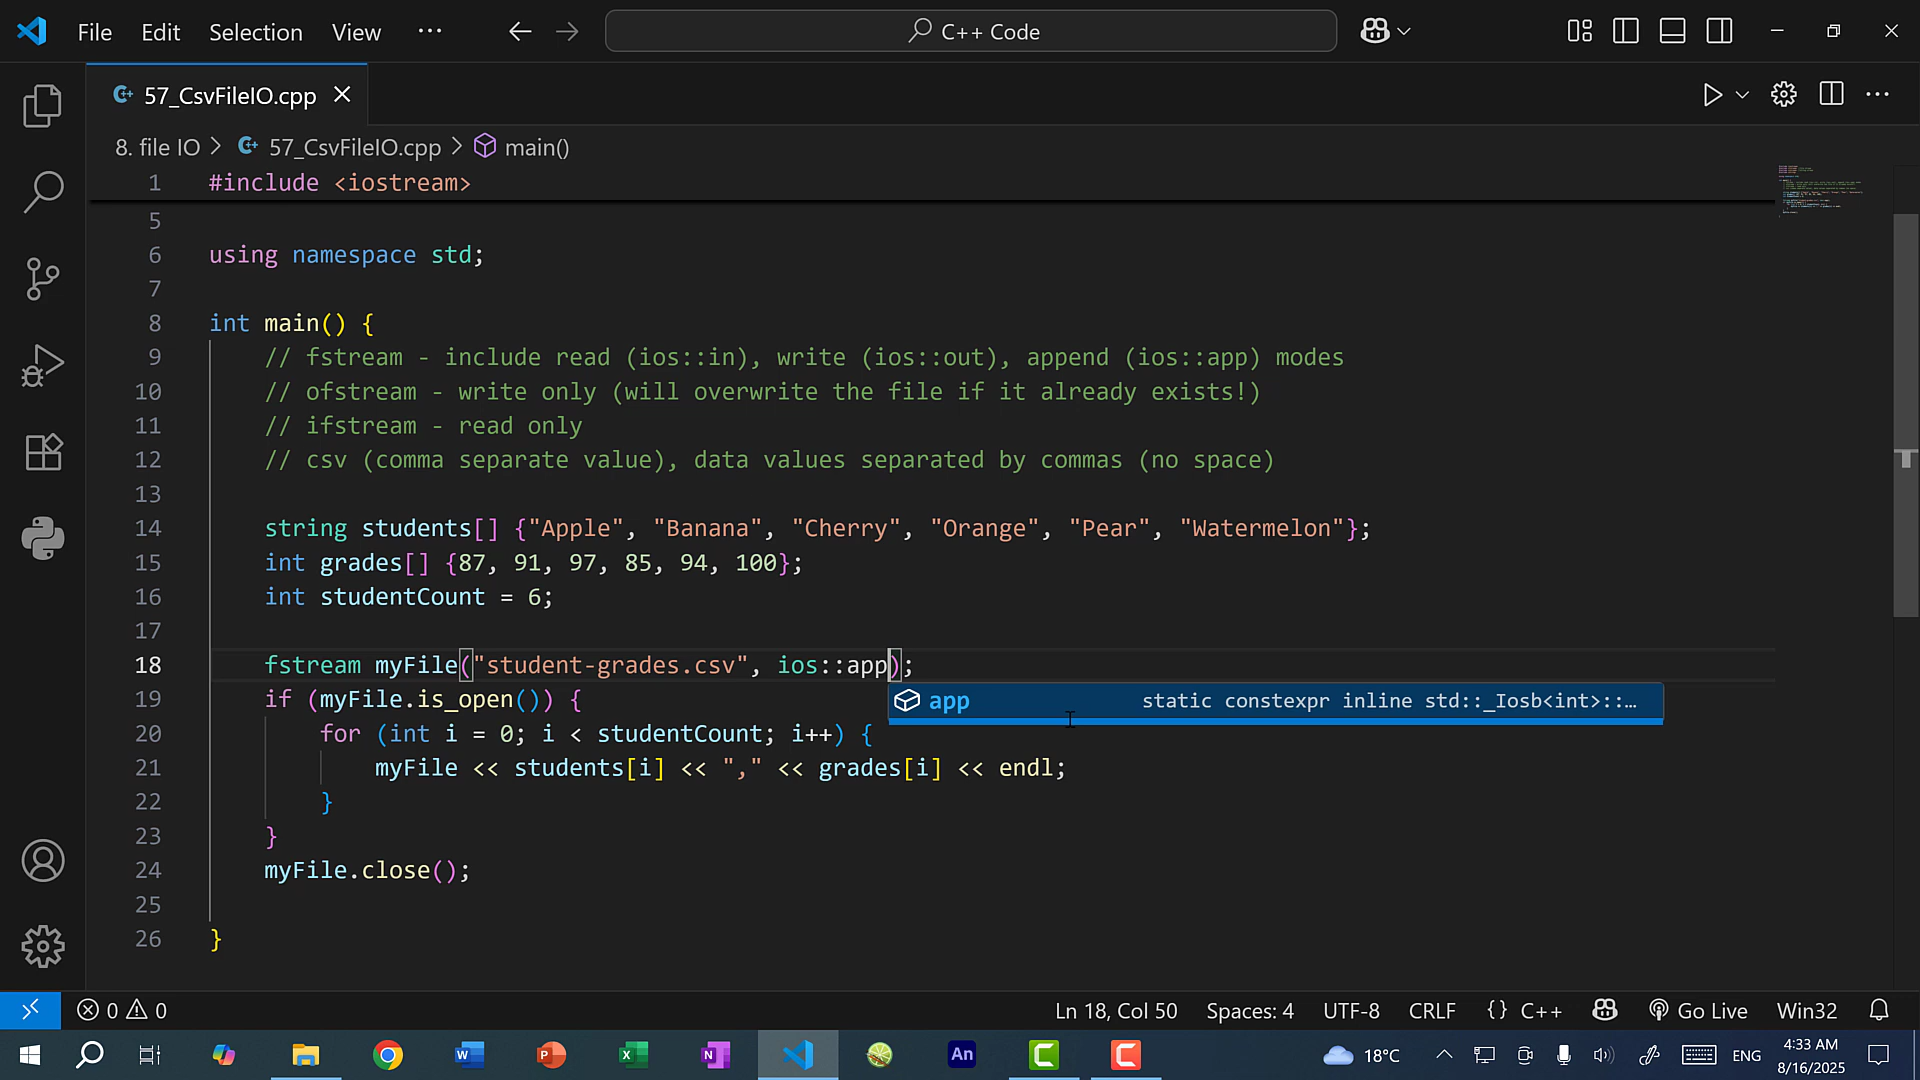 File Edit Selection View ··· C++ Code
57_CsvFileIO.cpp
8. file IO > 57_CsvFileIO.cpp > main()
1 #include <iostream>
5
6 using namespace std;
7
8 int main() {
9 // fstream - include read (ios::in), write (ios::out), append (ios::app) modes
10 // ofstream - write only (will overwrite the file if it already exists!)
11 // ifstream - read only
12 // csv (comma separate value), data values separated by commas (no space)
13
14 string students[] {"Apple", "Banana", "Cherry", "Orange", "Pear", "Watermelon"};
15 int grades[] {87, 91, 97, 85, 94, 100};
16 int studentCount = 6;
17
18 fstream myFile("student-grades.csv", ios::app);
19 if (myFile.is_open()) {
app static constexpr inline std::_Iosb<int>::…
20 for (int i = 0; i < studentCount; i++) {
21 myFile << students[i] << "," << grades[i] << endl;
22 }
23 }
24 myFile.close();
25
26 }
0 0 Ln 18, Col 50 Spaces: 4 UTF-8 CRLF {} C++ Go Live Win32
18°C ENG 4:33 AM
8/16/2025